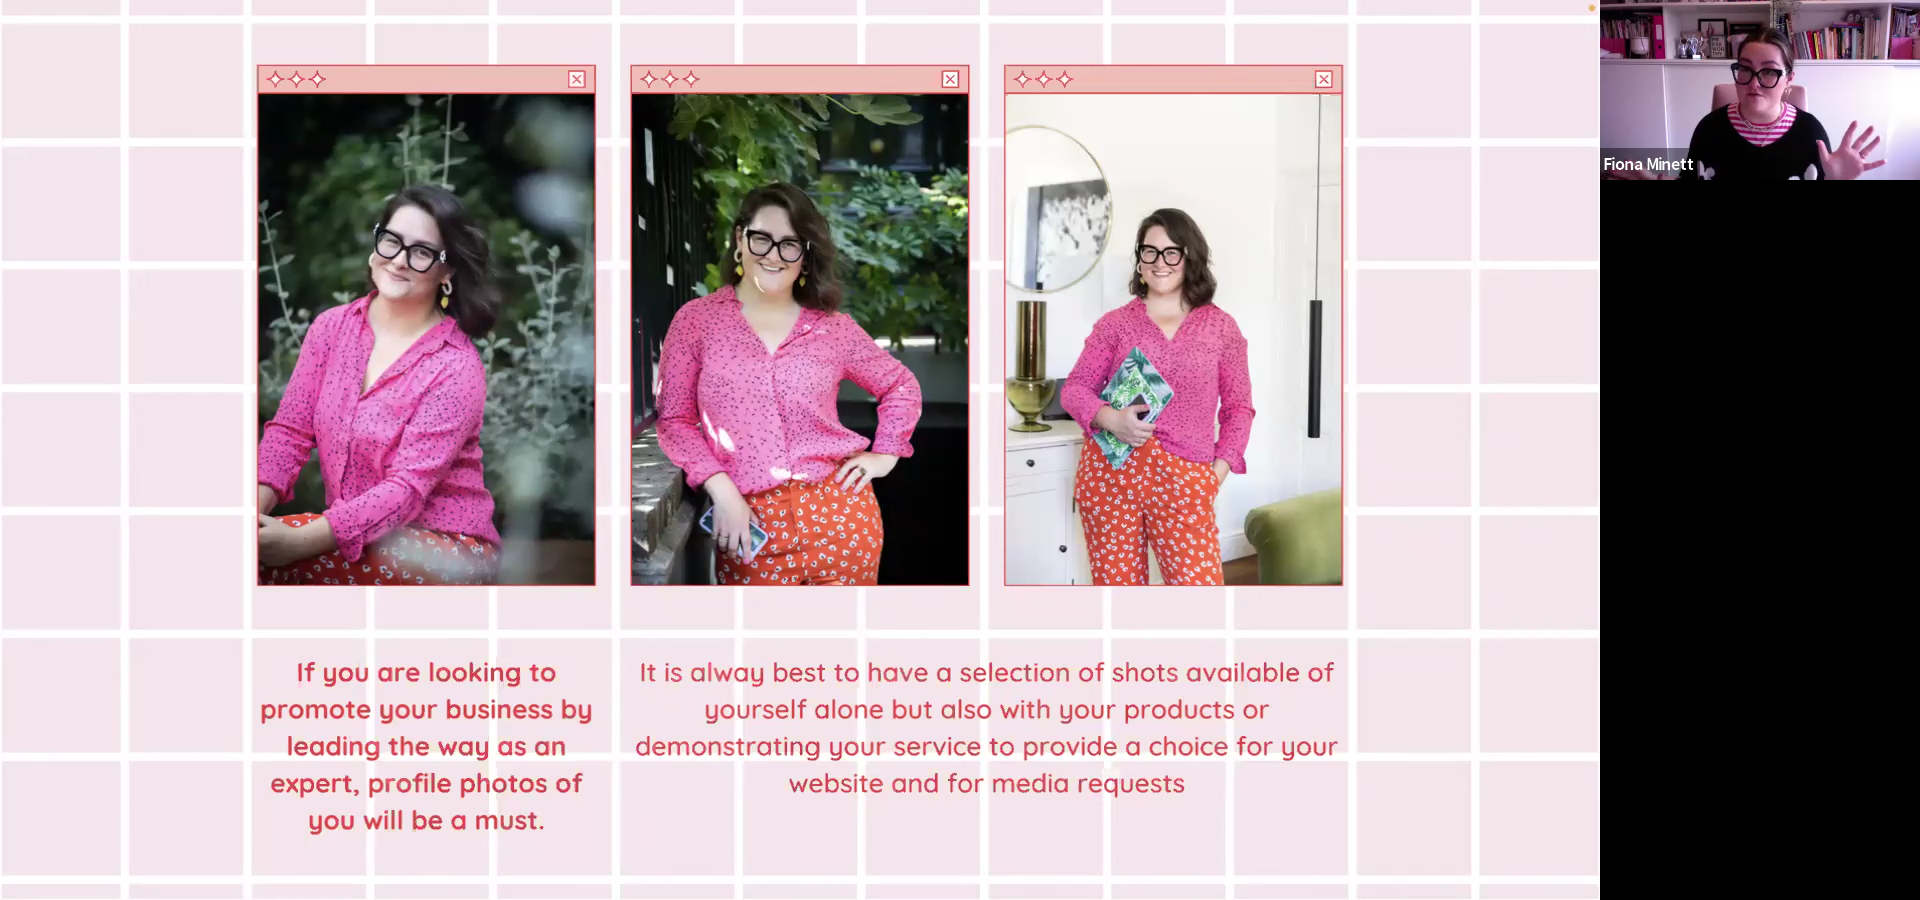 Fiona Minett
If you are looking to
promote your business by
leading the way as an
expert, profile photos of
you will be a must.
It is alway best to have a selection of shots available of
yourself alone but also with your products or
demonstrating your service to provide a choice for your
website and for media requests